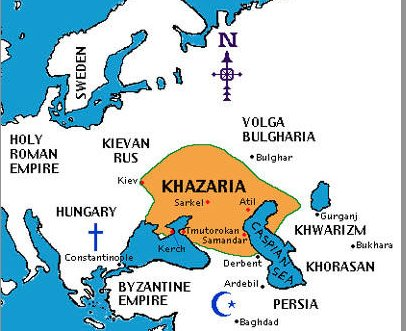 N
SWEDEN
VOLGA
BULGHARIA
HOLY
ROMAN
EMPIRE
KIEVAN
RUS
Bulghar
Kiev
KHAZARIA
Sarkel
Atil
HUNGARY
Gurganj
Tmutorokan
Samandar
KHWARIZM
Kerch
Bukhara
Constantinople
CASPIAN
SEA
Derbent
KHORASAN
BYZANTINE
EMPIRE
Ardebil
PERSIA
Baghdad